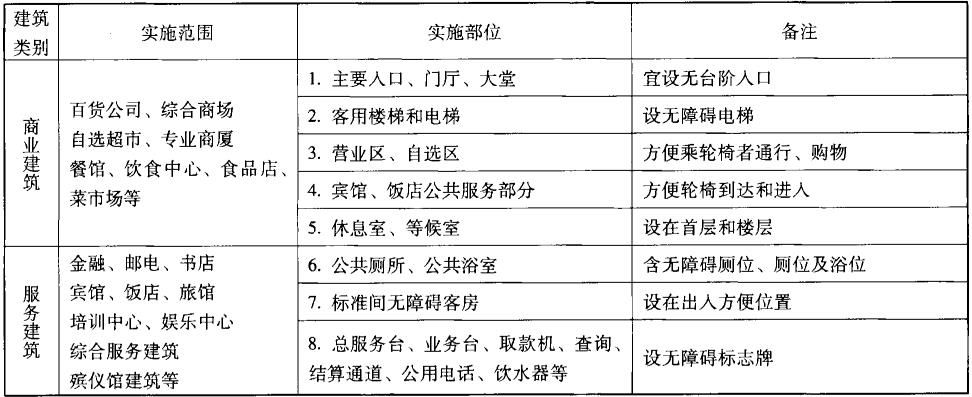 建筑
类别
实施范围
实施部位
备注
商业建筑
百货公司、综合商场
自选超市、专业商厦
餐馆、饮食中心、食品店、
菜市场等
1. 主要入口、门厅、大堂
宜设无台阶入口
2. 客用楼梯和电梯
设无障碍电梯
3. 营业区、自选区
方便乘轮椅者通行、购物
4. 宾馆、饭店公共服务部分
方便轮椅到达和进入
5. 休息室、等候室
设在首层和楼层
服务建筑
金融、邮电、书店
宾馆、饭店、旅馆
培训中心、娱乐中心
综合服务建筑
殡仪馆建筑等
6. 公共厕所、公共浴室
含无障碍厕位、厕位及浴位
7. 标准间无障碍客房
设在出入方便位置
8. 总服务台、业务台、取款机、查询、
结算通道、公用电话、饮水器等
设无障碍标志牌